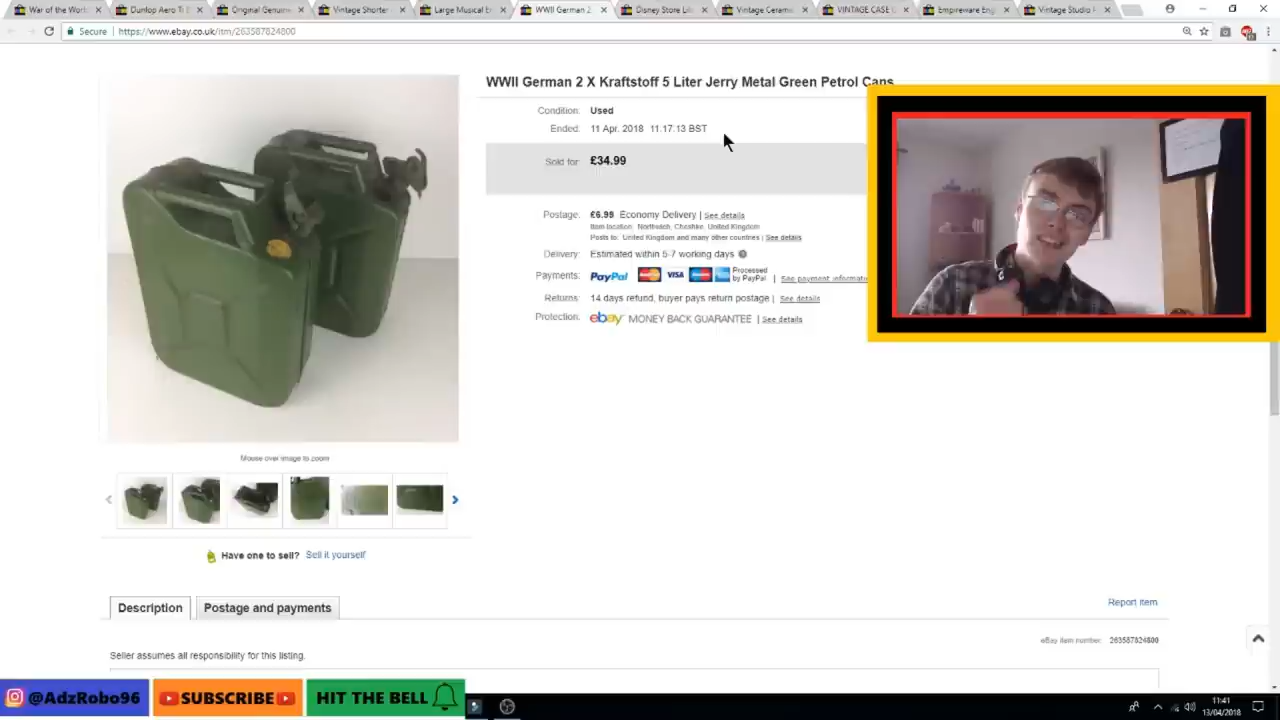 War of the Worl
Dunlop Aero Ti
Original Genuin
Vintage Shorter
Large Musical E
WWII German 2
Disney Store Lil
Vintage Ceramic
VINTAGE CASE
Empireware Eng
Vintage Studio P
Secure
https://www.ebay.co.uk/itm/263587824800
WWII German 2 X Kraftstoff 5 Liter Jerry Metal Green Petrol Cans
Condition: Used
Ended: 11 Apr. 2018 11:17:13 BST
Sold for: £34.99
Postage: £6.99 Economy Delivery | See details
Item location: Northwich, Cheshire, United Kingdom
Posts to: United Kingdom and many other countries | See details
Delivery: Estimated within 5-7 working days
Payments: PayPal MasterCard VISA Maestro Processed by PayPal | See payment informatio
Returns: 14 days refund, buyer pays return postage | See details
Protection: ebay MONEY BACK GUARANTEE | See details
Mouse over image to zoom
Have one to sell? Sell it yourself
Description
Postage and payments
Report item
eBay item number: 263587824800
Seller assumes all responsibility for this listing.
@AdzRobo96
SUBSCRIBE
HIT THE BELL
11:41
13/04/2018